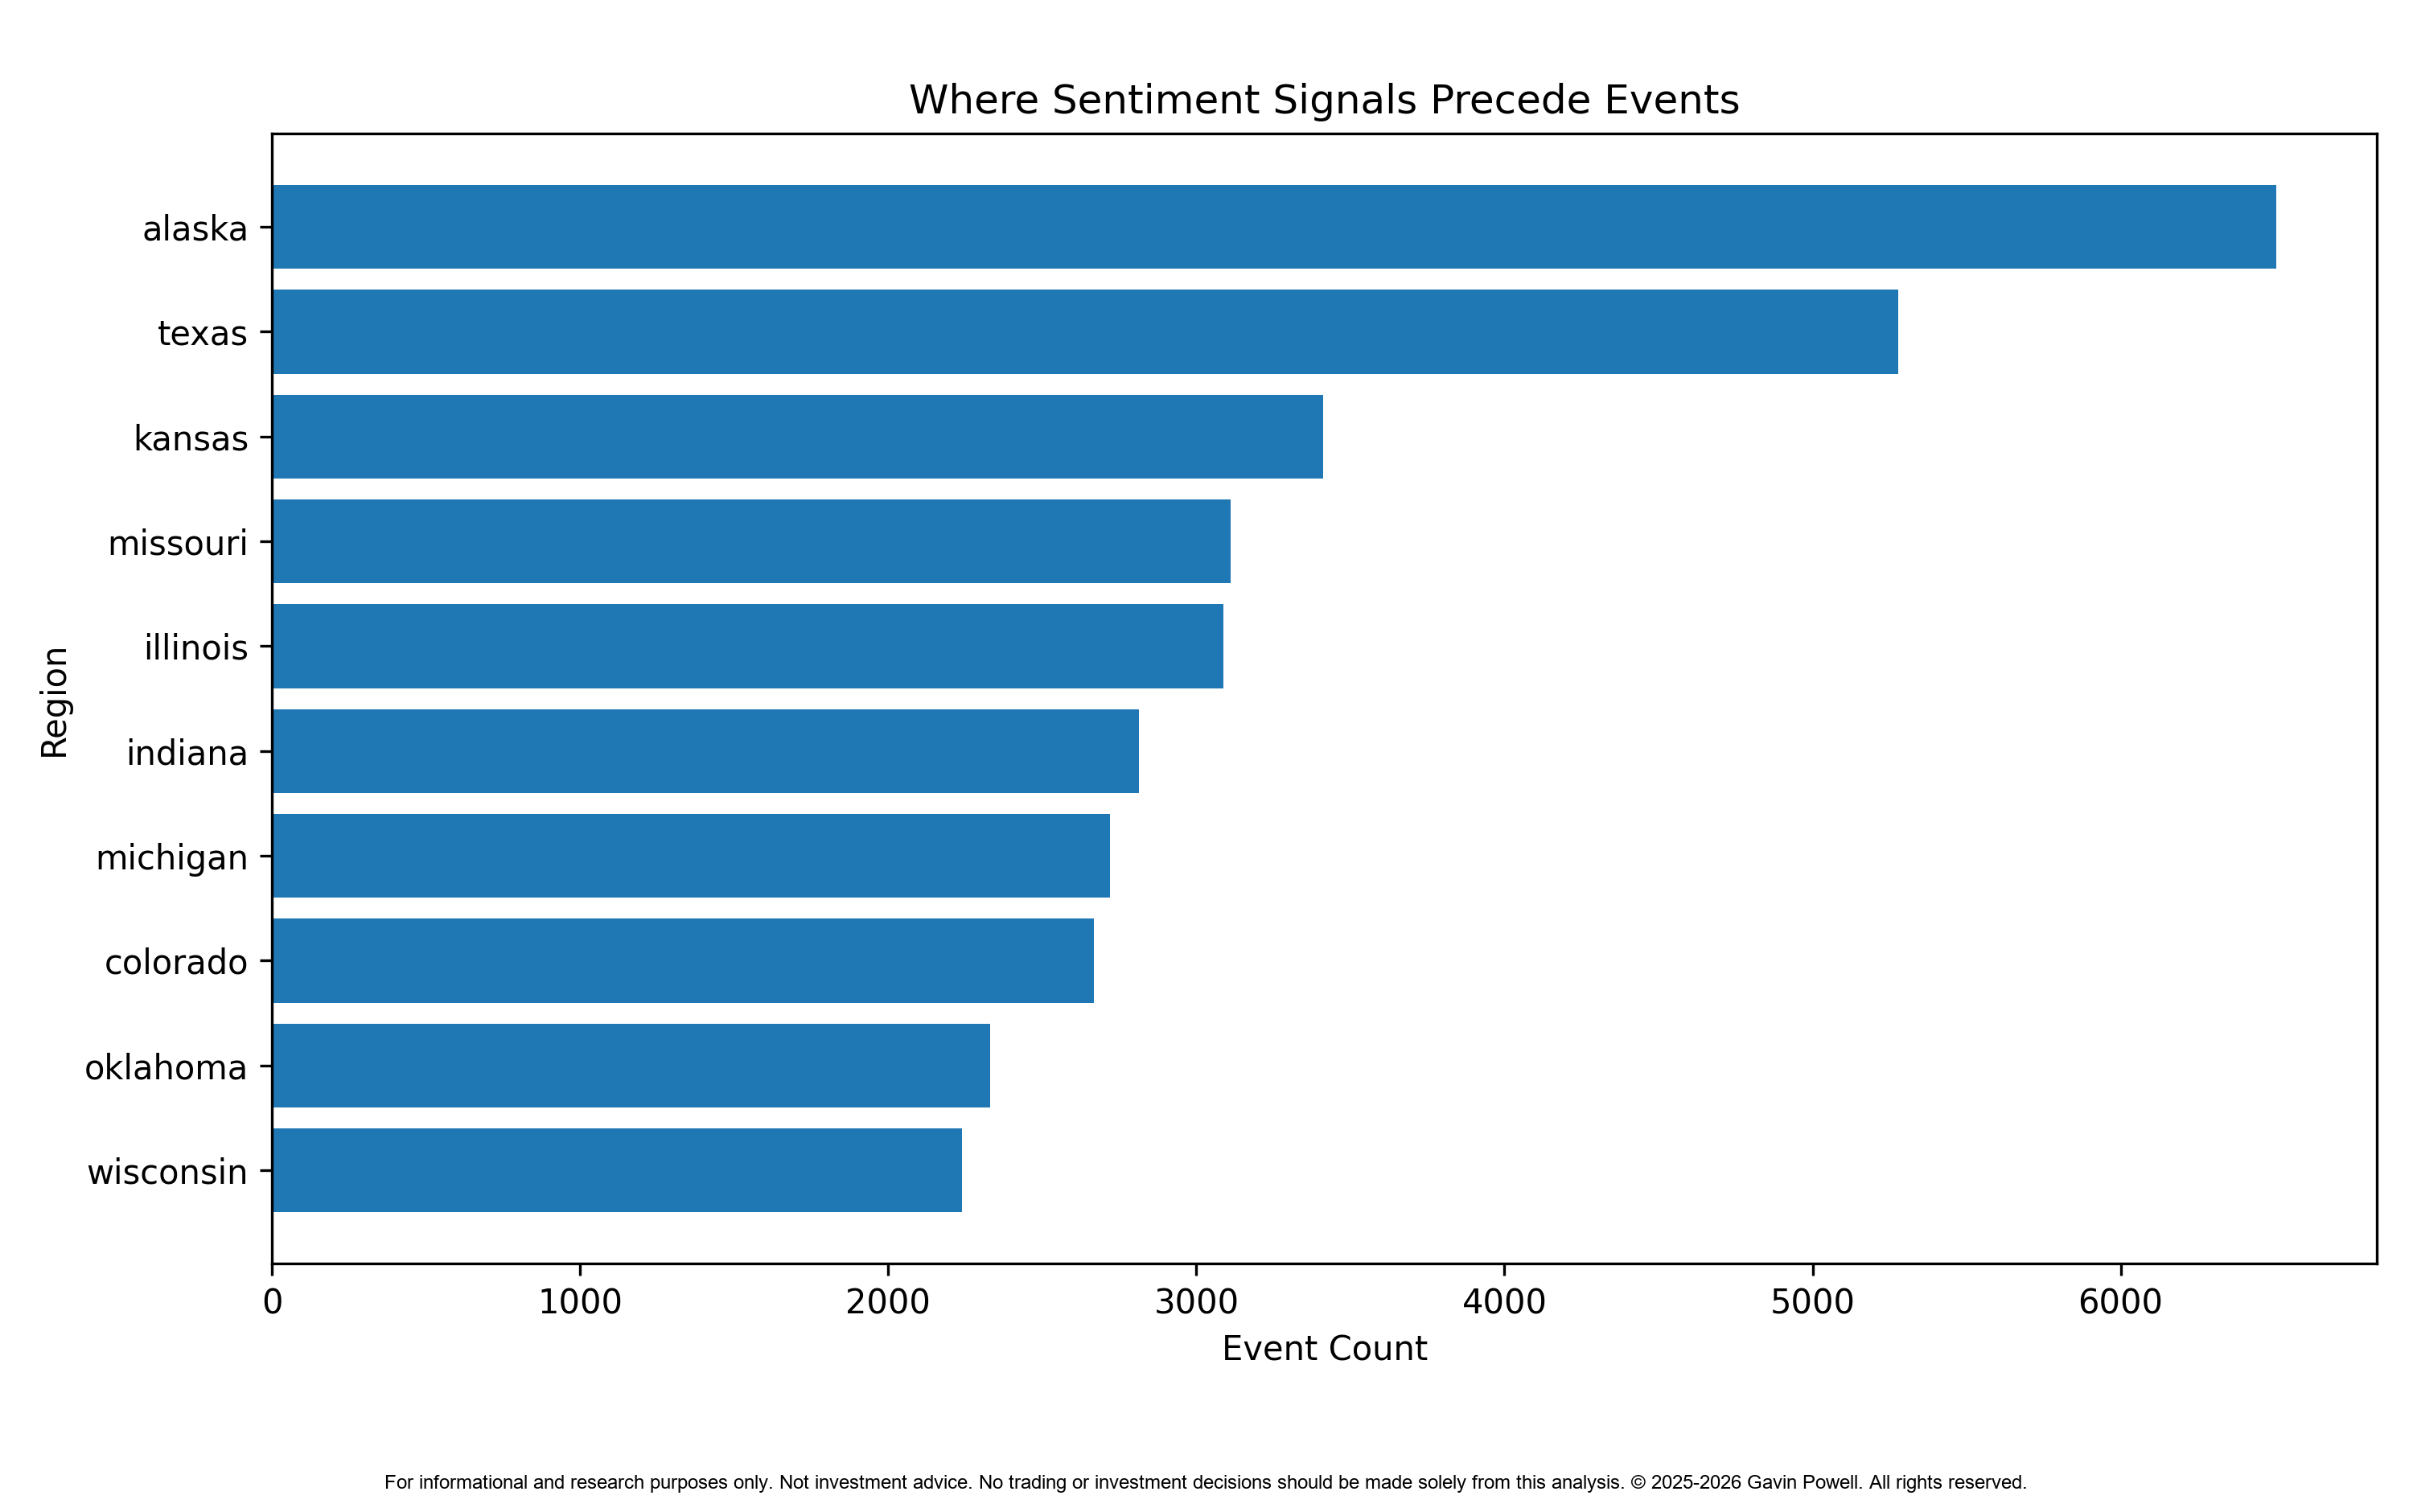 Where Sentiment Signals Precede Events
alaska
texas
kansas
missouri
illinois
indiana
michigan
colorado
oklahoma
wisconsin
Region
0 1000 2000 3000 4000 5000 6000
Event Count
For informational and research purposes only. Not investment advice. No trading or investment decisions should be made solely from this analysis. © 2025-2026 Gavin Powell. All rights reserved.